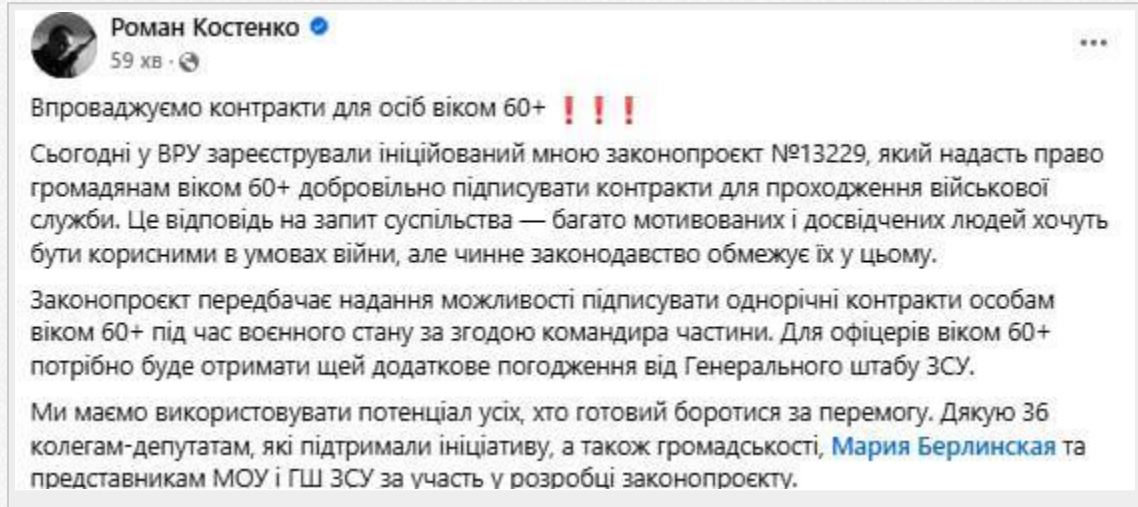 Роман Костенко
59 хв
Впроваджуємо контракти для осіб віком 60+ ❗❗❗
Сьогодні у ВРУ зареєстрували ініційований мною законопроєкт №13229, який надасть право
громадянам віком 60+ добровільно підписувати контракти для проходження військової
служби. Це відповідь на запит суспільства — багато мотивованих і досвідчених людей хочуть
бути корисними в умовах війни, але чинне законодавство обмежує їх у цьому.
Законопроєкт передбачає надання можливості підписувати однорічні контракти особам
віком 60+ під час воєнного стану за згодою командира частини. Для офіцерів віком 60+
потрібно буде отримати щей додаткове погодження від Генерального штабу ЗСУ.
Ми маємо використовувати потенціал усіх, хто готовий боротися за перемогу. Дякую 36
колегам-депутатам, які підтримали ініціативу, а також громадськості, Мария Берлинская та
представникам МОУ і ГШ ЗСУ за участь у розробці законопроєкту.